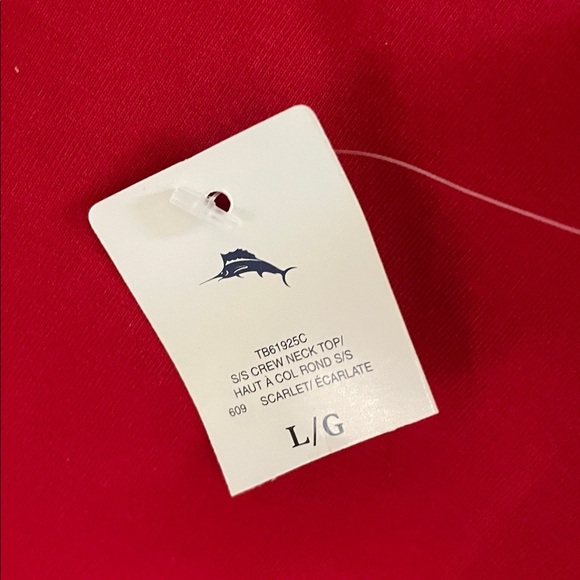 TB61925C
S/S CREW NECK TOP/
HAUT À COL ROND S/S
609 SCARLET/ÉCARLATE
L/G